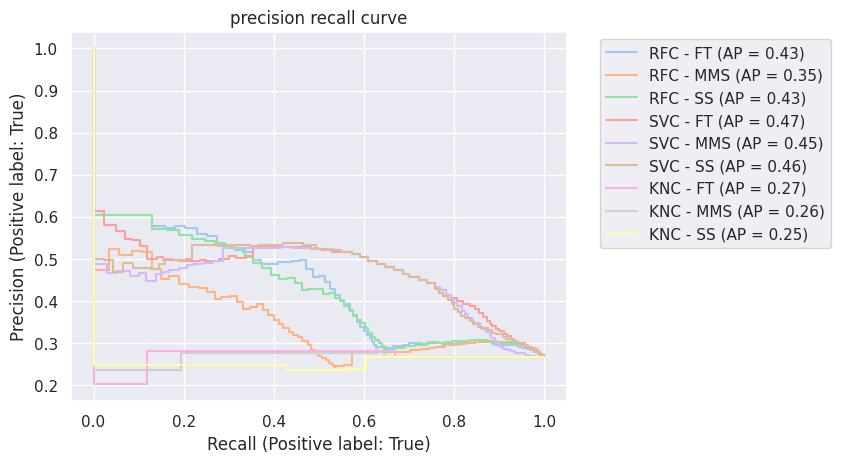 precision recall curve
1.0
0.9
0.8
0.7
0.6
0.5
0.4
0.3
0.2
Precision (Positive label: True)
0.0 0.2 0.4 0.6 0.8 1.0
Recall (Positive label: True)
RFC - FT (AP = 0.43)
RFC - MMS (AP = 0.35)
RFC - SS (AP = 0.43)
SVC - FT (AP = 0.47)
SVC - MMS (AP = 0.45)
SVC - SS (AP = 0.46)
KNC - FT (AP = 0.27)
KNC - MMS (AP = 0.26)
KNC - SS (AP = 0.25)